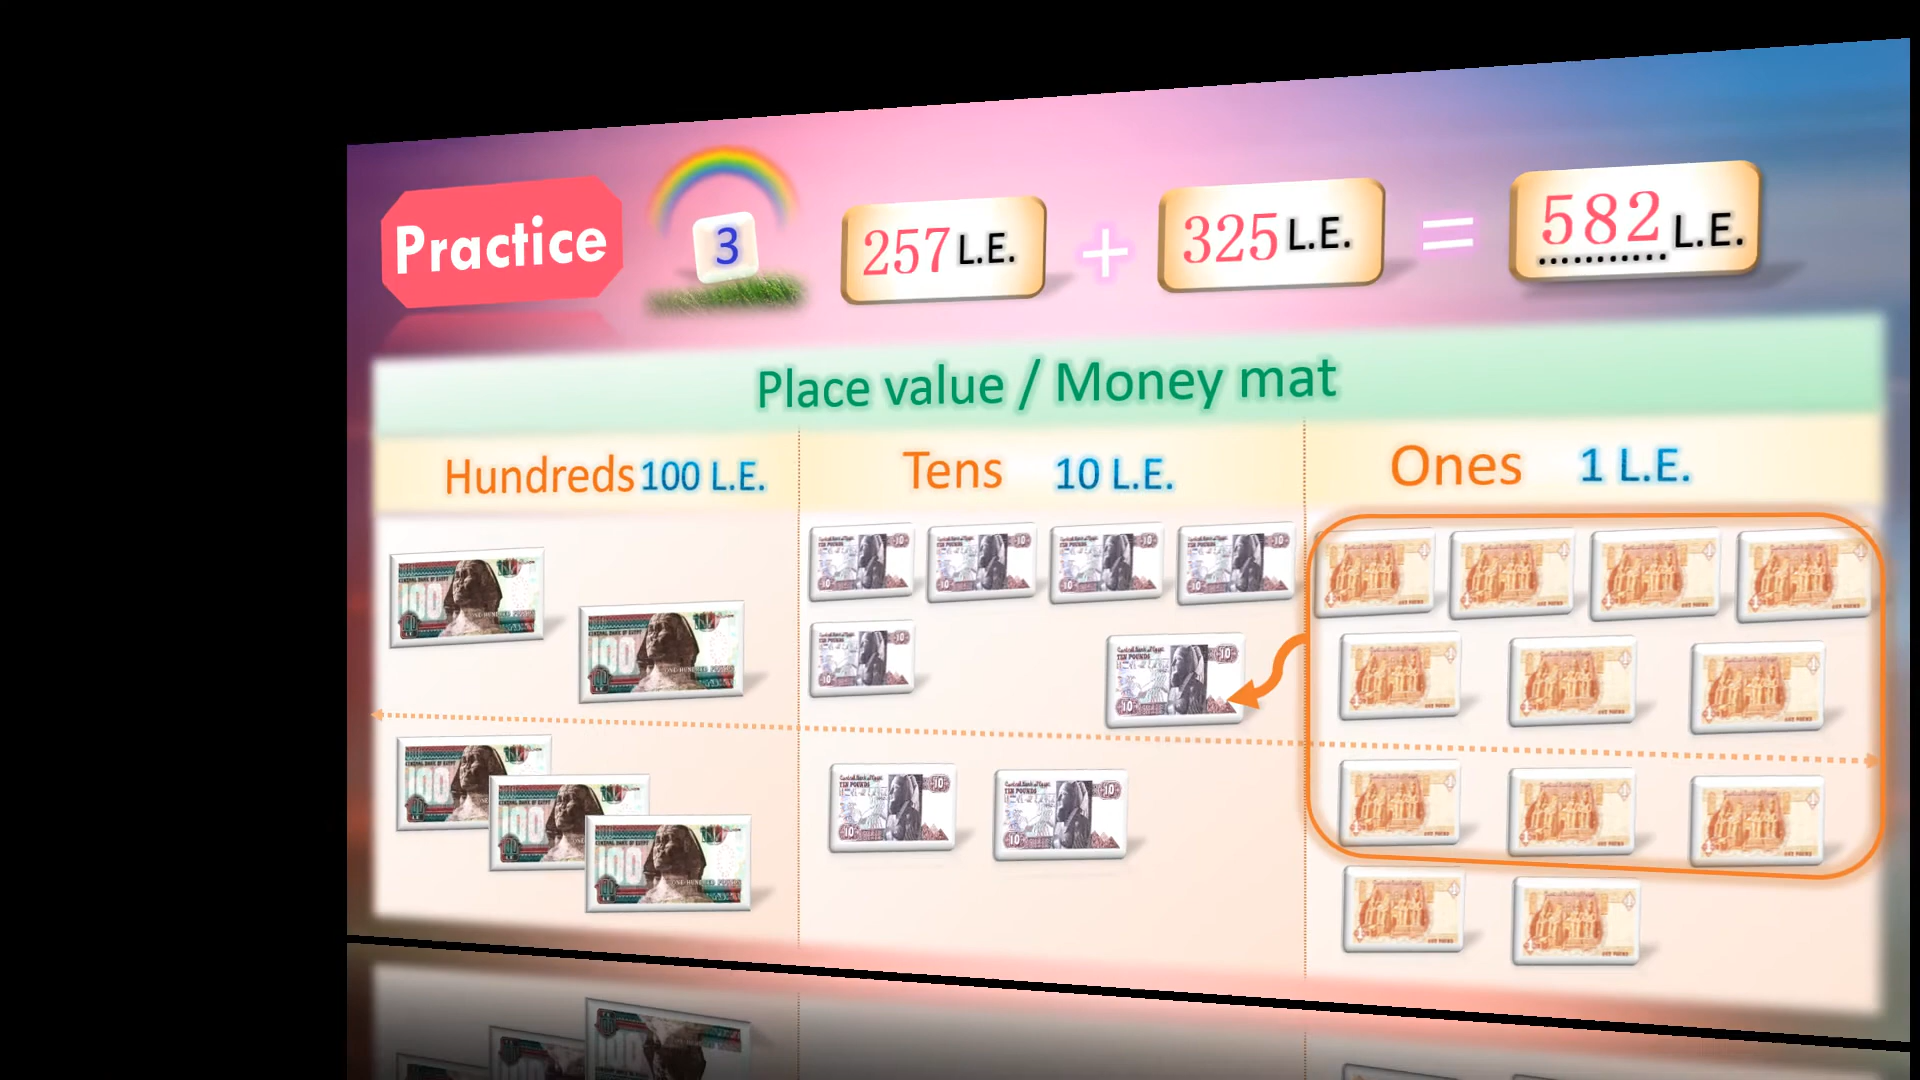 Practice 3 257 L.E. + 325 L.E. = 582 L.E.
Place value / Money mat
Hundreds 100 L.E. Tens 10 L.E. Ones 1 L.E.